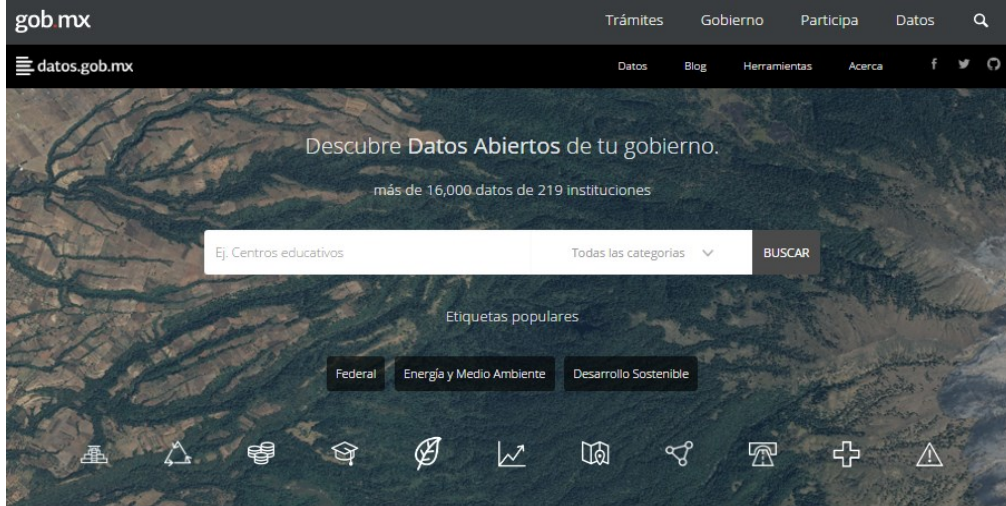 gob.mx
Trámites Gobierno Participa Datos
datos.gob.mx
Datos Blog Herramientas Acerca
Descubre Datos Abiertos de tu gobierno.
más de 16,000 datos de 219 instituciones
Ej. Centros educativos
Todas las categorias
BUSCAR
Etiquetas populares
Federal
Energía y Medio Ambiente
Desarrollo Sostenible